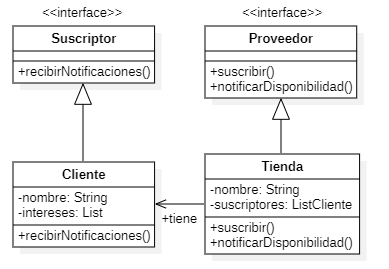 <<interface>>
Suscriptor
+recibirNotificaciones()
<<interface>>
Proveedor
+suscribir()
+notificarDisponibilidad()
Cliente
-nombre: String
-intereses: List
+recibirNotificaciones()
+tiene
Tienda
-nombre: String
-suscriptores: ListCliente
+suscribir()
+notificarDisponibilidad()